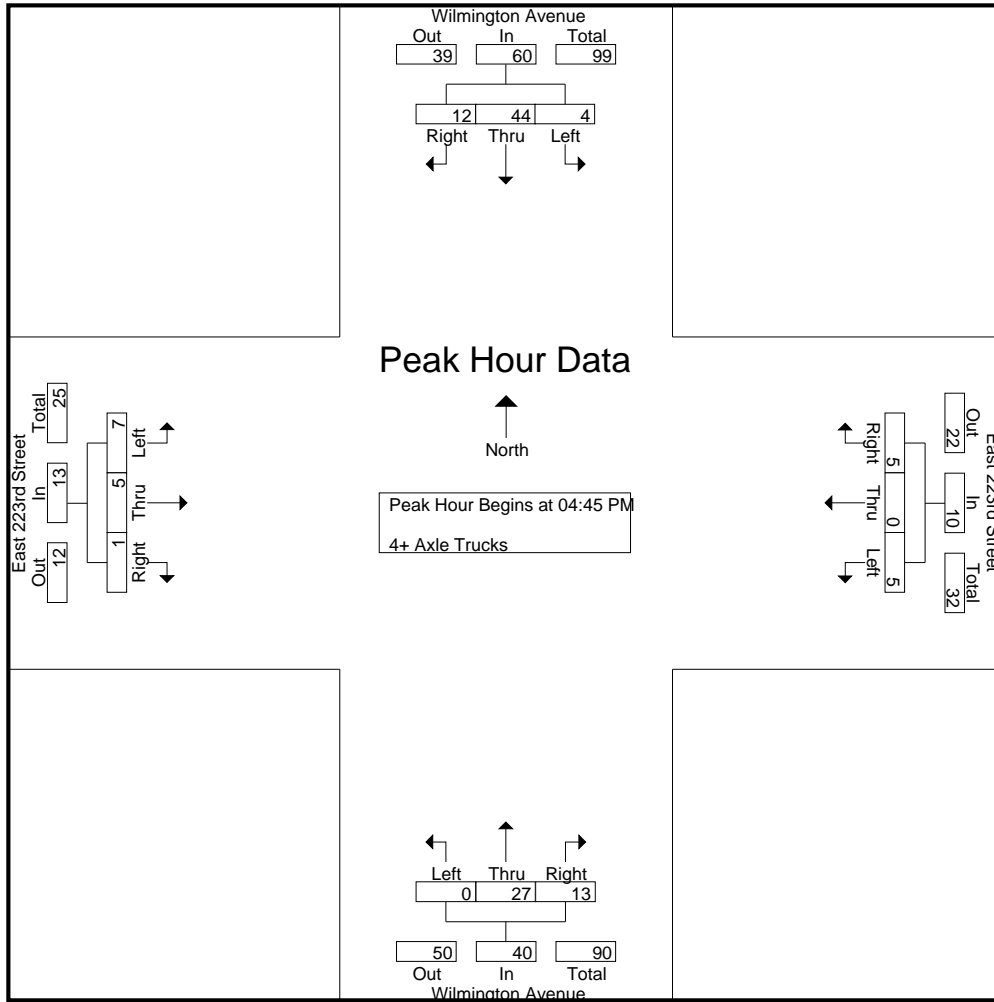 Wilmington Avenue
Out In Total
39 60 99
12 44 4
Right Thru Left
Peak Hour Data
North
Peak Hour Begins at 04:45 PM
4+ Axle Trucks
East 223rd Street
Out In Total
12 13 25
Right Thru Left
1 5 7
East 223rd Street
Out In Total
22 10 32
Right Thru Left
5 0 5
Left Thru Right
0 27 13
50 40 90
Out In Total
Wilmington Avenue